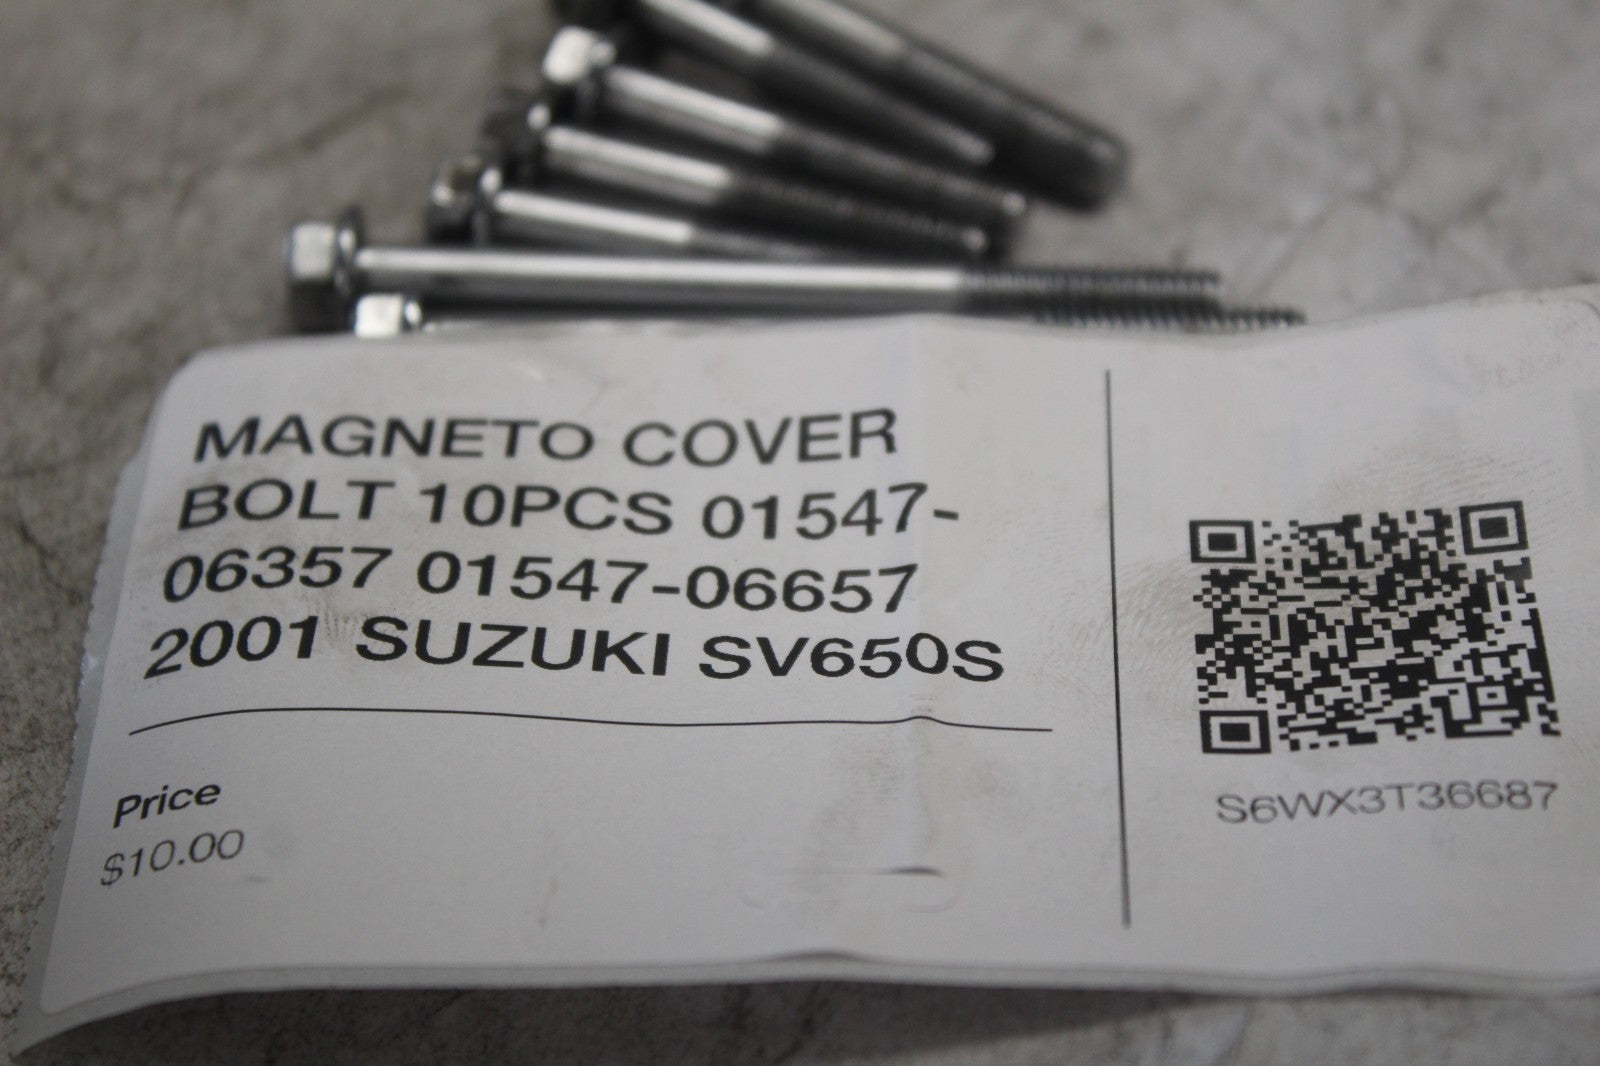 MAGNETO COVER
BOLT 10PCS 01547-
06357 01547-06657
2001 SUZUKI SV650S
Price
$10.00
S6WX3T36687